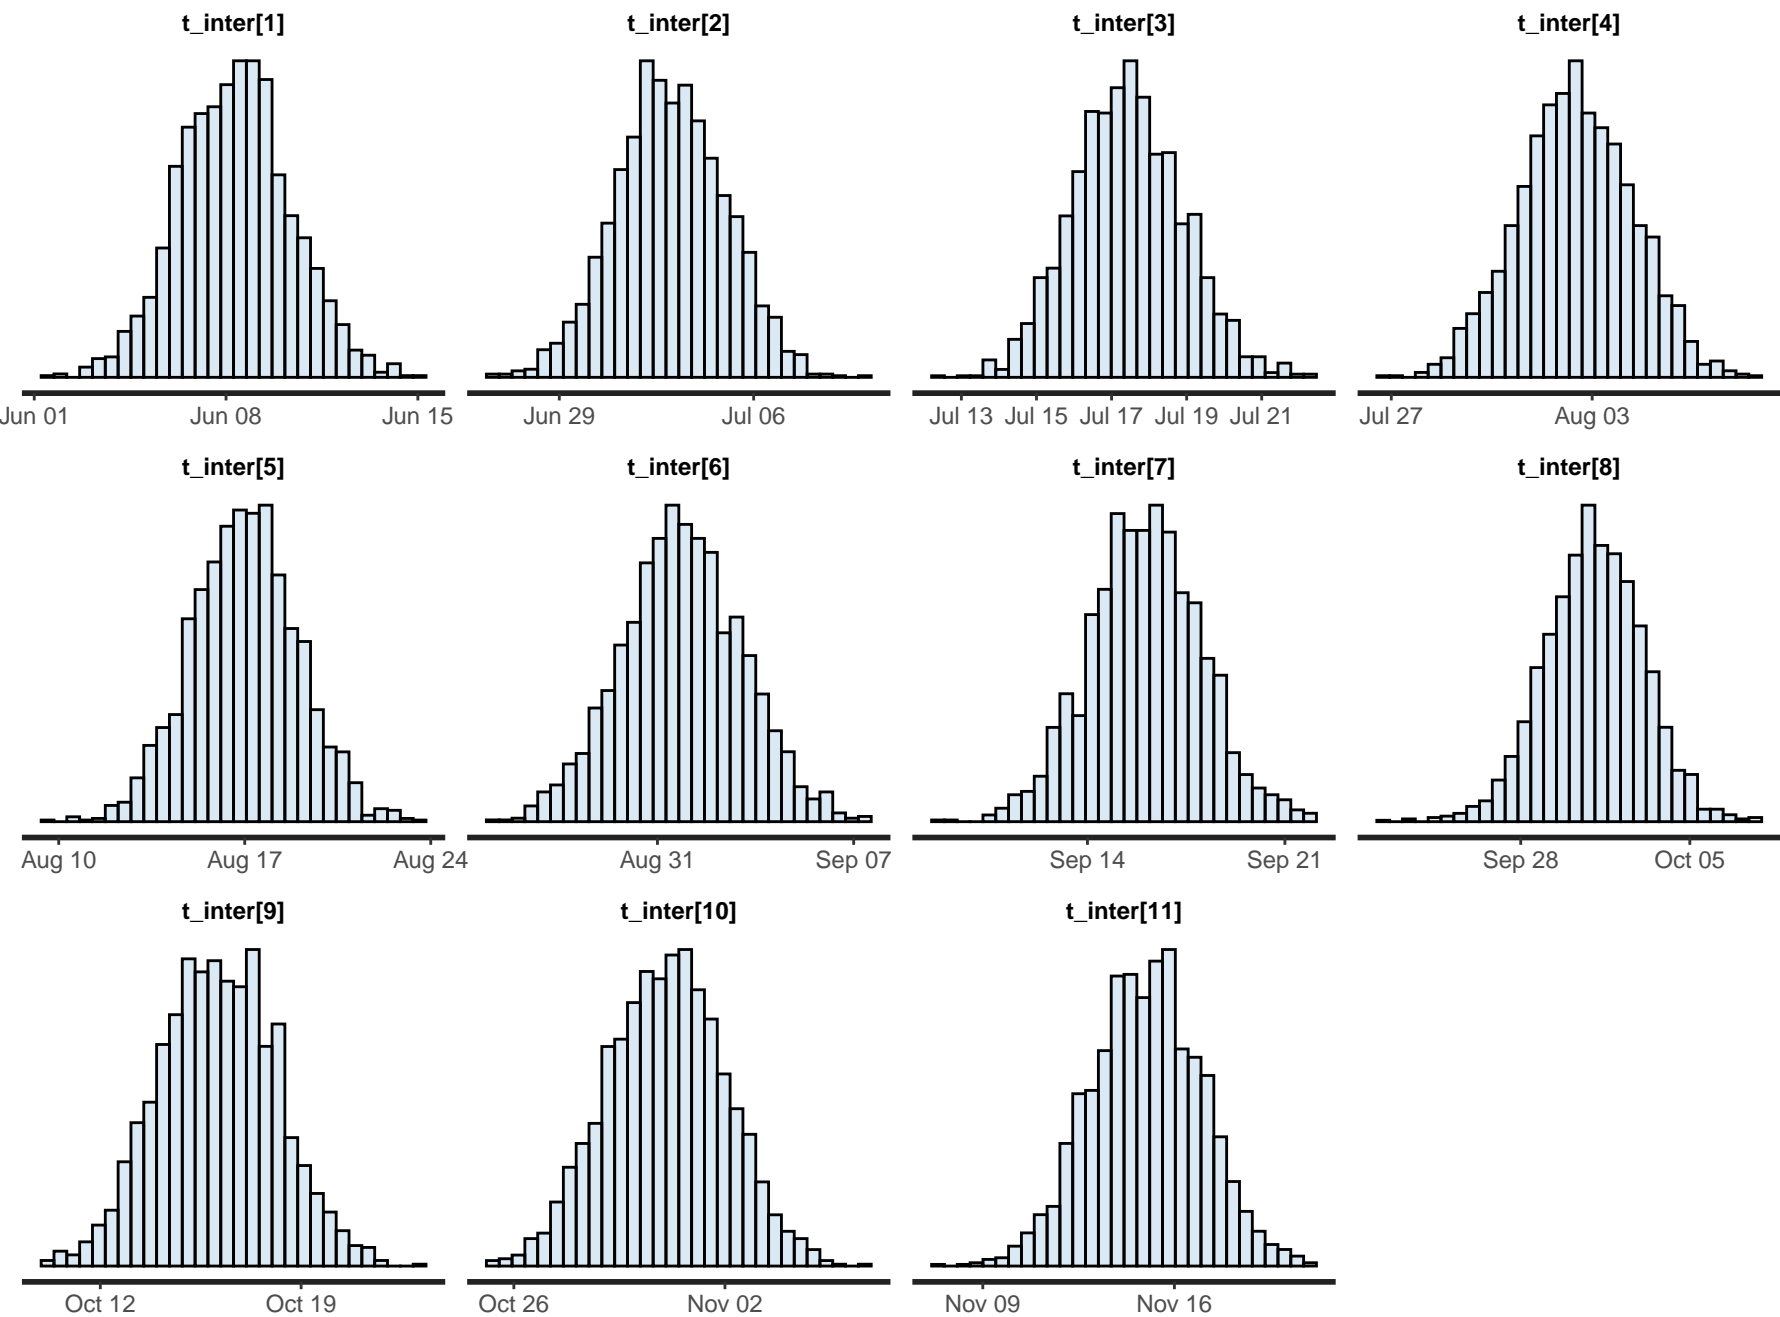 t_inter[1] t_inter[2] t_inter[3] t_inter[4]
Jun 01 Jun 08 Jun 15 Jun 29 Jul 06 Jul 13 Jul 15 Jul 17 Jul 19 Jul 21 Jul 27 Aug 03
t_inter[5] t_inter[6] t_inter[7] t_inter[8]
Aug 10 Aug 17 Aug 24 Aug 31 Sep 07 Sep 14 Sep 21 Sep 28 Oct 05
t_inter[9] t_inter[10] t_inter[11]
Oct 12 Oct 19 Oct 26 Nov 02 Nov 09 Nov 16